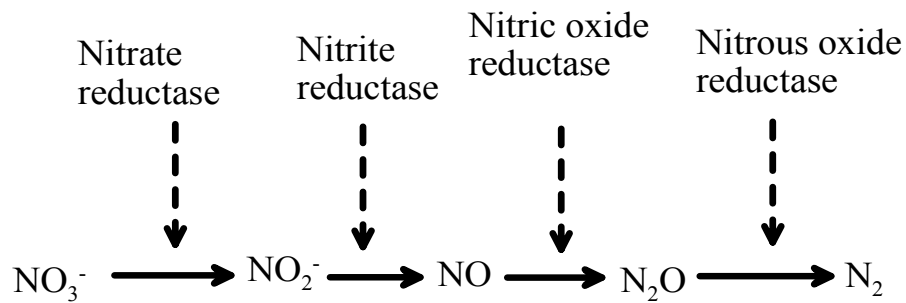 Nitrate
reductase
Nitrite
reductase
Nitric oxide
reductase
Nitrous oxide
reductase
NO₃⁻
NO₂⁻
NO
N₂O
N₂